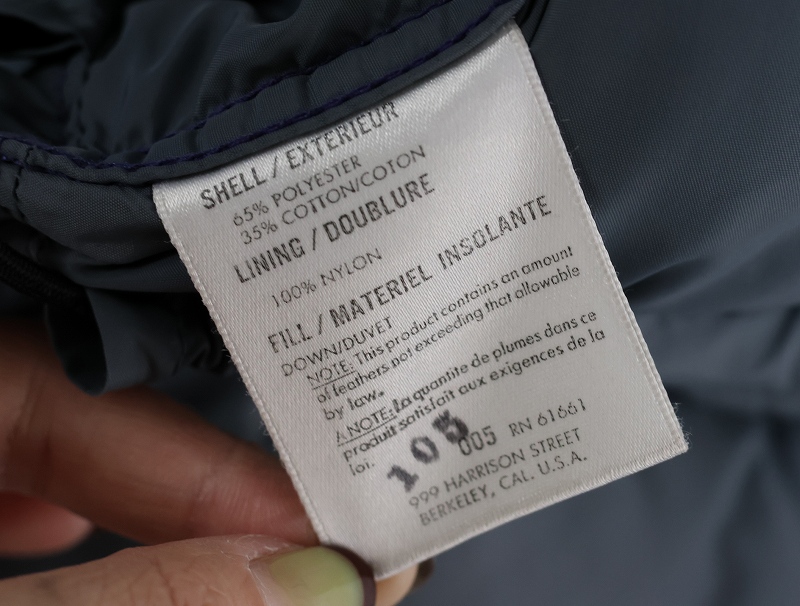 SHELL / EXTERIEUR
65% POLYESTER
35% COTTON/COTON
LINING / DOUBLURE
100% NYLON
FILL / MATERIEL INSOLANTE
DOWN/DUVET
NOTE: This product contains an amount
of feathers not exceeding that allowable
by law.
A NOTE: La quantite de plumes dans ce
produit satisfait aux exigences de la
loi.
105
005 RN 61661
999 HARRISON STREET
BERKELEY, CAL. U.S.A.